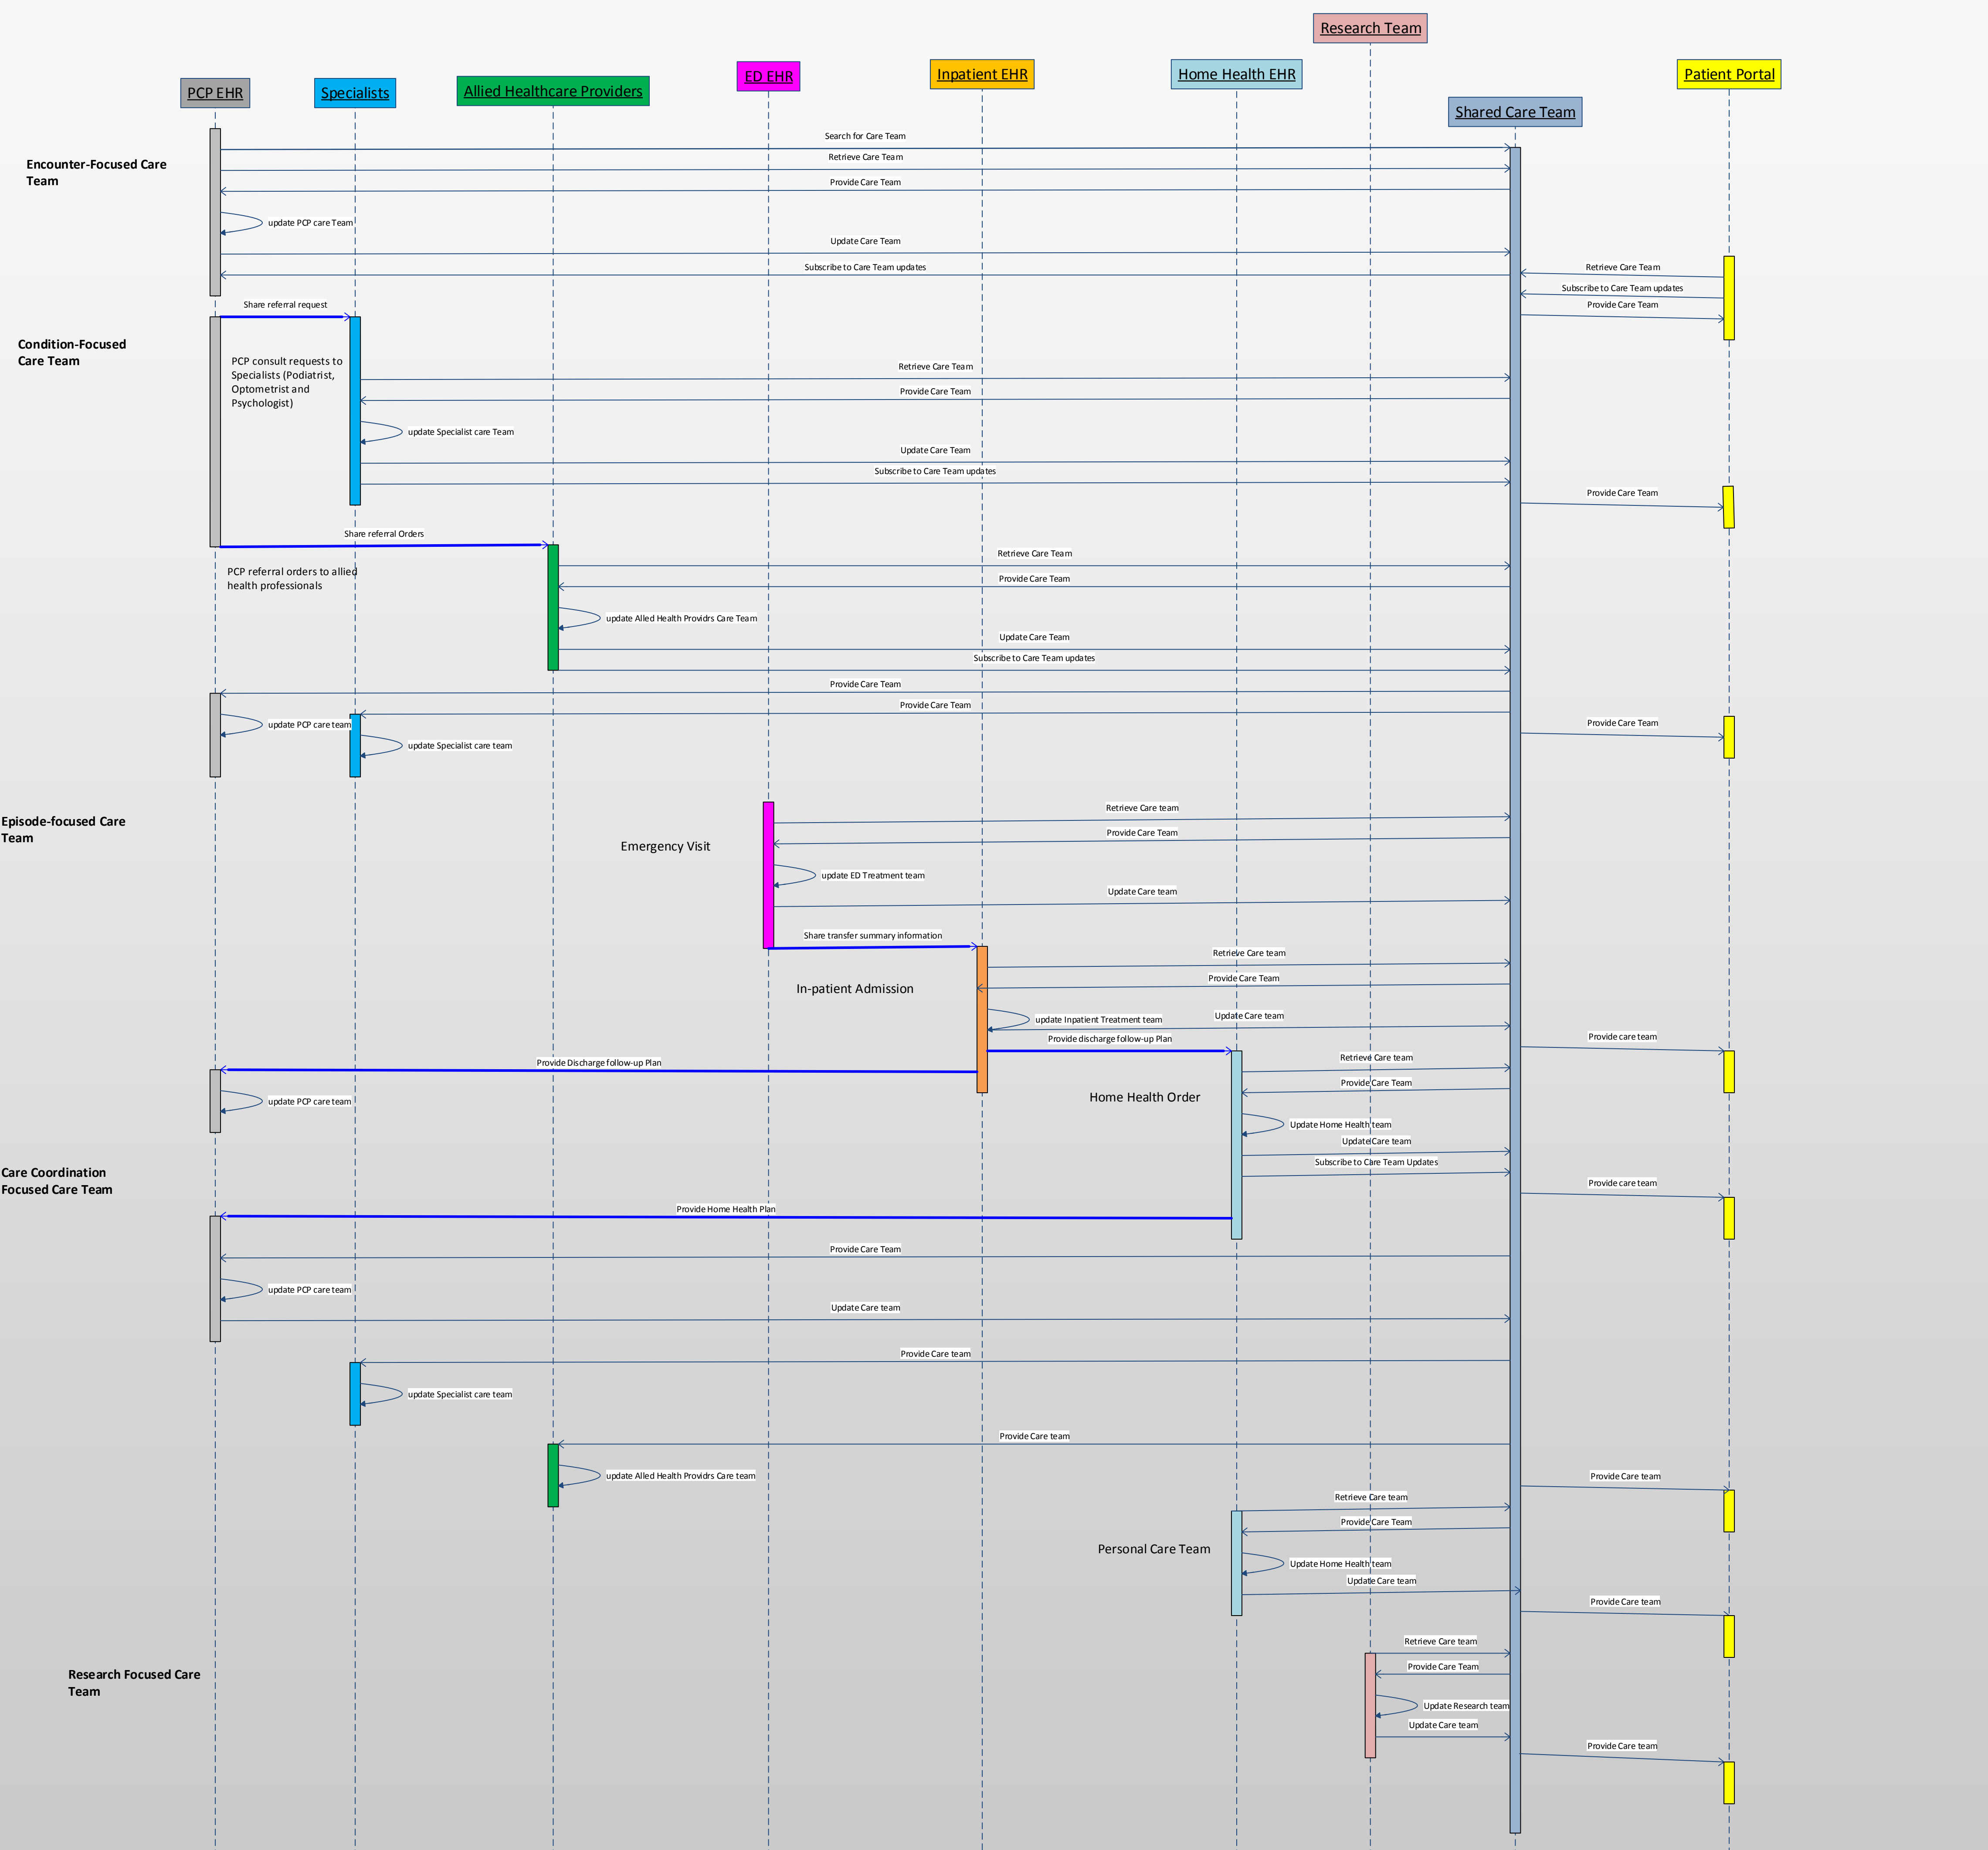 Research Team
PCP EHR
Specialists
Allied Healthcare Providers
ED EHR
Inpatient EHR
Home Health EHR
Shared Care Team
Patient Portal
Encounter-Focused Care
Team
Search for Care Team
Retrieve Care Team
Provide Care Team
update PCP care Team
Update Care Team
Subscribe to Care Team updates
Retrieve Care Team
Subscribe to Care Team updates
Provide Care Team
Share referral request
Condition-Focused
Care Team
PCP consult requests to
Specialists (Podiatrist,
Optometrist and
Psychologist)
Retrieve Care Team
Provide Care Team
update Specialist care Team
Update Care Team
Subscribe to Care Team updates
Provide Care Team
Share referral Orders
PCP referral orders to allied
health professionals
Retrieve Care Team
Provide Care Team
update Alled Health Providrs Care Team
Update Care Team
Subscribe to Care Team updates
Provide Care Team
Provide Care Team
update PCP care team
update Specialist care team
Provide Care Team
Episode-focused Care
Team
Emergency Visit
Retrieve Care team
Provide Care Team
update ED Treatment team
Update Care team
Share transfer summary information
In-patient Admission
Retrieve Care team
Provide Care Team
update Inpatient Treatment team
Update Care team
Provide discharge follow-up Plan
Provide care team
Provide Discharge follow-up Plan
update PCP care team
Home Health Order
Retrieve Care team
Provide Care Team
Update Home Health team
Update Care team
Subscribe to Care Team Updates
Care Coordination
Focused Care Team
Provide care team
Provide Home Health Plan
Provide Care Team
update PCP care team
Update Care team
Provide Care team
update Specialist care team
Provide Care team
update Alled Health Providrs Care team
Provide Care team
Personal Care Team
Retrieve Care team
Provide Care Team
Update Home Health team
Update Care team
Provide Care team
Research Focused Care
Team
Retrieve Care team
Provide Care Team
Update Research team
Update Care team
Provide Care team